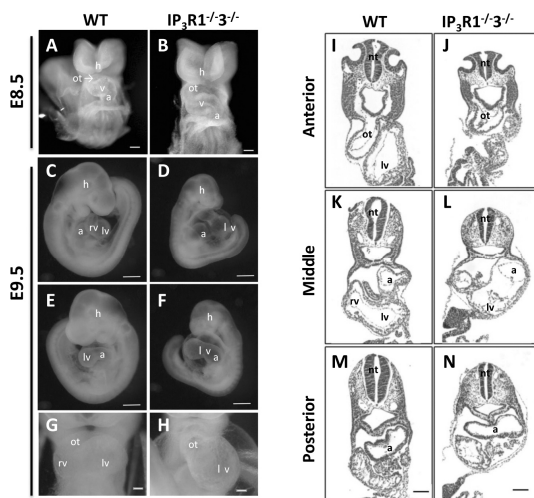 WT IP₃R1⁻/⁻3⁻/⁻
E8.5
A h ot v a
B h ot v a
E9.5
C h a rv lv
D h a l v
E h lv a
F h l v a
G ot rv lv
H ot l v
WT IP₃R1⁻/⁻3⁻/⁻
Anterior
I nt ot lv
J nt ot
Middle
K nt a rv lv
L nt a lv
Posterior
M nt a
N nt a